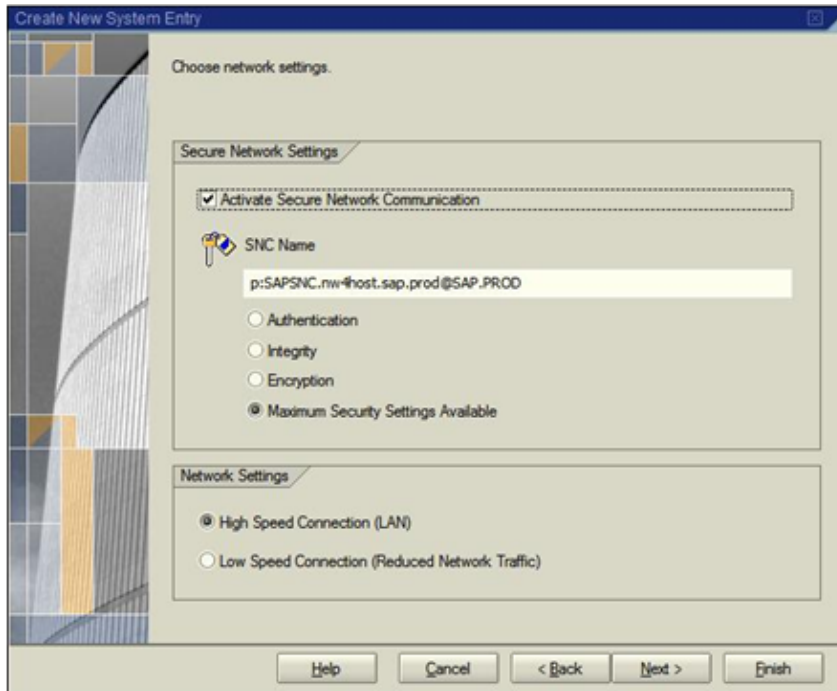 Create New System Entry
Choose network settings.
Secure Network Settings
Activate Secure Network Communication
SNC Name
p:SAPSNC.nw4host.sap.prod@SAP.PROD
Authentication
Integrity
Encryption
Maximum Security Settings Available
Network Settings
High Speed Connection (LAN)
Low Speed Connection (Reduced Network Traffic)
Help Cancel < Back Next > Finish